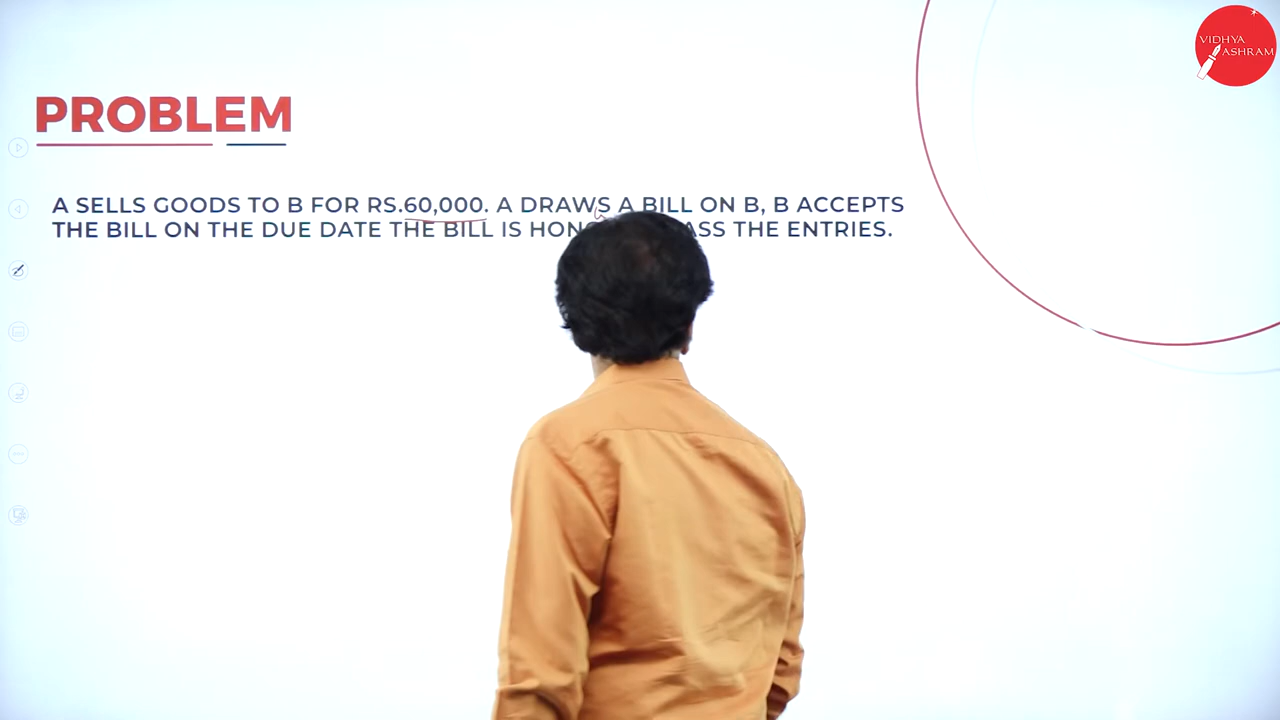 VIDHYA
ASHRAM
PROBLEM
A SELLS GOODS TO B FOR RS.60,000. A DRAWS A BILL ON B, B ACCEPTS
THE BILL ON THE DUE DATE THE BILL IS THE ENTRIES.